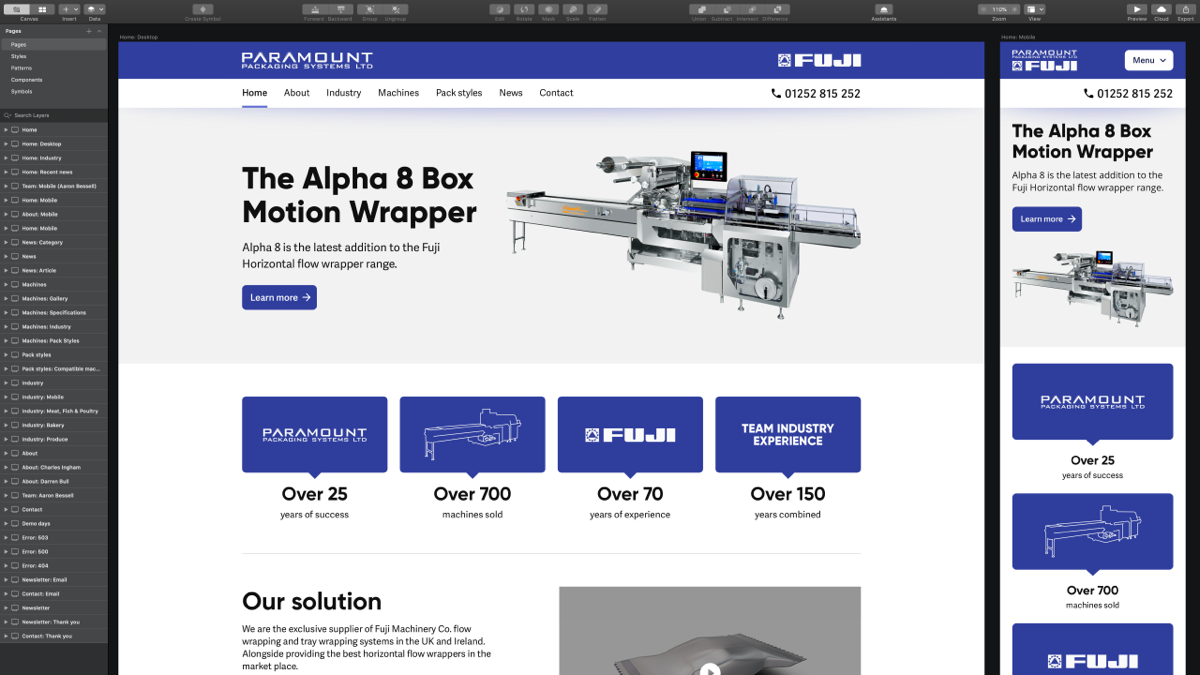 Canvas
Insert
Data
Create Symbol
Forward
Backward
Group
Ungroup
Edit
Rotate
Mask
Scale
Flatten
Union
Subtract
Intersect
Difference
Assistants
110%
Zoom
View
Preview
Cloud
Export
Pages
Pages
Styles
Patterns
Components
Symbols
Search Layers
Home
Home: Desktop
Home: Industry
Home: Recent news
Team: Mobile (Aaron Bessell)
Home: Mobile
About: Mobile
Home: Mobile
News: Category
News
News: Article
Machines
Machines: Gallery
Machines: Specifications
Machines: Industry
Machines: Pack Styles
Pack styles
Pack styles: Compatible mac...
Industry
Industry: Mobile
Industry: Meat, Fish & Poultry
Industry: Bakery
Industry: Produce
About
About: Charles Ingham
About: Darren Bull
Team: Aaron Bessell
Contact
Demo days
Error: 503
Error: 500
Error: 404
Newsletter: Email
Contact: Email
Newsletter
Newsletter: Thank you
Contact: Thank you
Home: Desktop
PARAMOUNT
PACKAGING SYSTEMS LTD
FUJI
Home About Industry Machines Pack styles News Contact
01252 815 252
The Alpha 8 Box
Motion Wrapper
Alpha 8 is the latest addition to the Fuji
Horizontal flow wrapper range.
Learn more
PARAMOUNT
PACKAGING SYSTEMS LTD
Over 25
years of success
Over 700
machines sold
FUJI
Over 70
years of experience
TEAM INDUSTRY
EXPERIENCE
Over 150
years combined
Our solution
We are the exclusive supplier of Fuji Machinery Co. flow
wrapping and tray wrapping systems in the UK and Ireland.
Alongside providing the best horizontal flow wrappers in the
market place.
Home: Mobile
PARAMOUNT
PACKAGING SYSTEMS LTD
FUJI
Menu
01252 815 252
The Alpha 8 Box
Motion Wrapper
Alpha 8 is the latest addition to the
Fuji Horizontal flow wrapper range.
Learn more
PARAMOUNT
PACKAGING SYSTEMS LTD
Over 25
years of success
Over 700
machines sold
FUJI